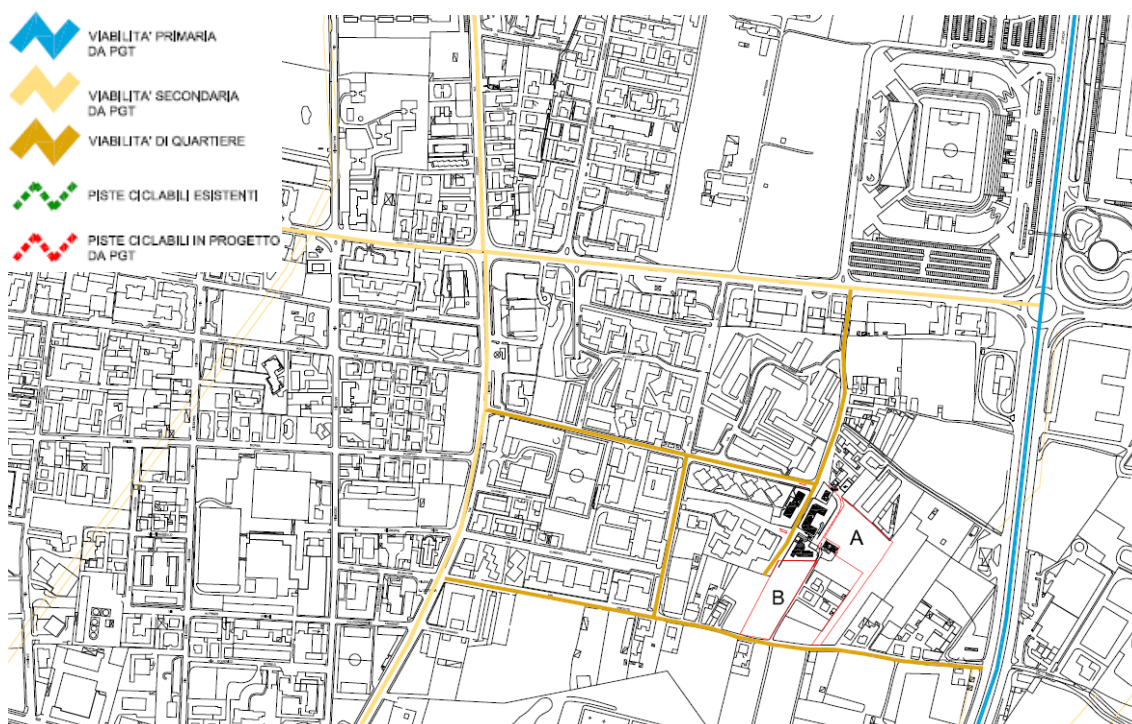 VIABILITA' PRIMARIA
DA PGT
VIABILITA' SECONDARIA
DA PGT
VIABILITA' DI QUARTIERE
PISTE CICLABILI ESISTENTI
PISTE CICLABILI IN PROGETTO
DA PGT
A
B